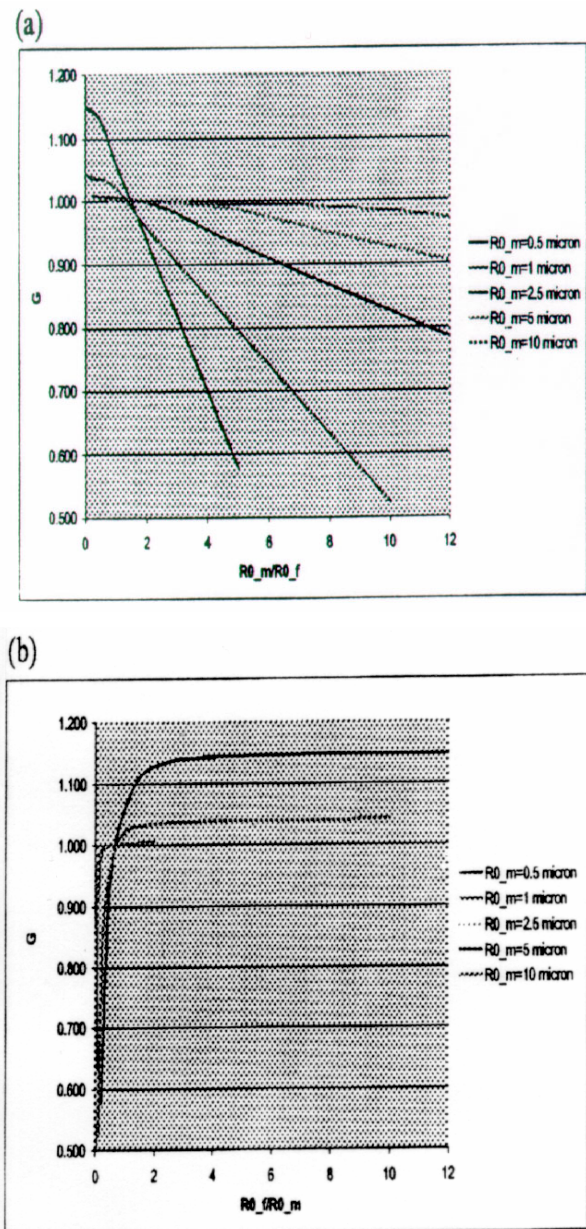 (a)
1.200
1.100
1.000
0.900
0.800
0.700
0.600
0.500
G
0
2
4
6
8
10
12
R0_m/R0_f
R0_m=0.5 micron
R0_m=1 micron
R0_m=2.5 micron
R0_m=5 micron
R0_m=10 micron
(b)
1.200
1.100
1.000
0.900
0.800
0.700
0.600
0.500
G
0
2
4
6
8
10
12
R0_f/R0_m
R0_m=0.5 micron
R0_m=1 micron
R0_m=2.5 micron
R0_m=5 micron
R0_m=10 micron